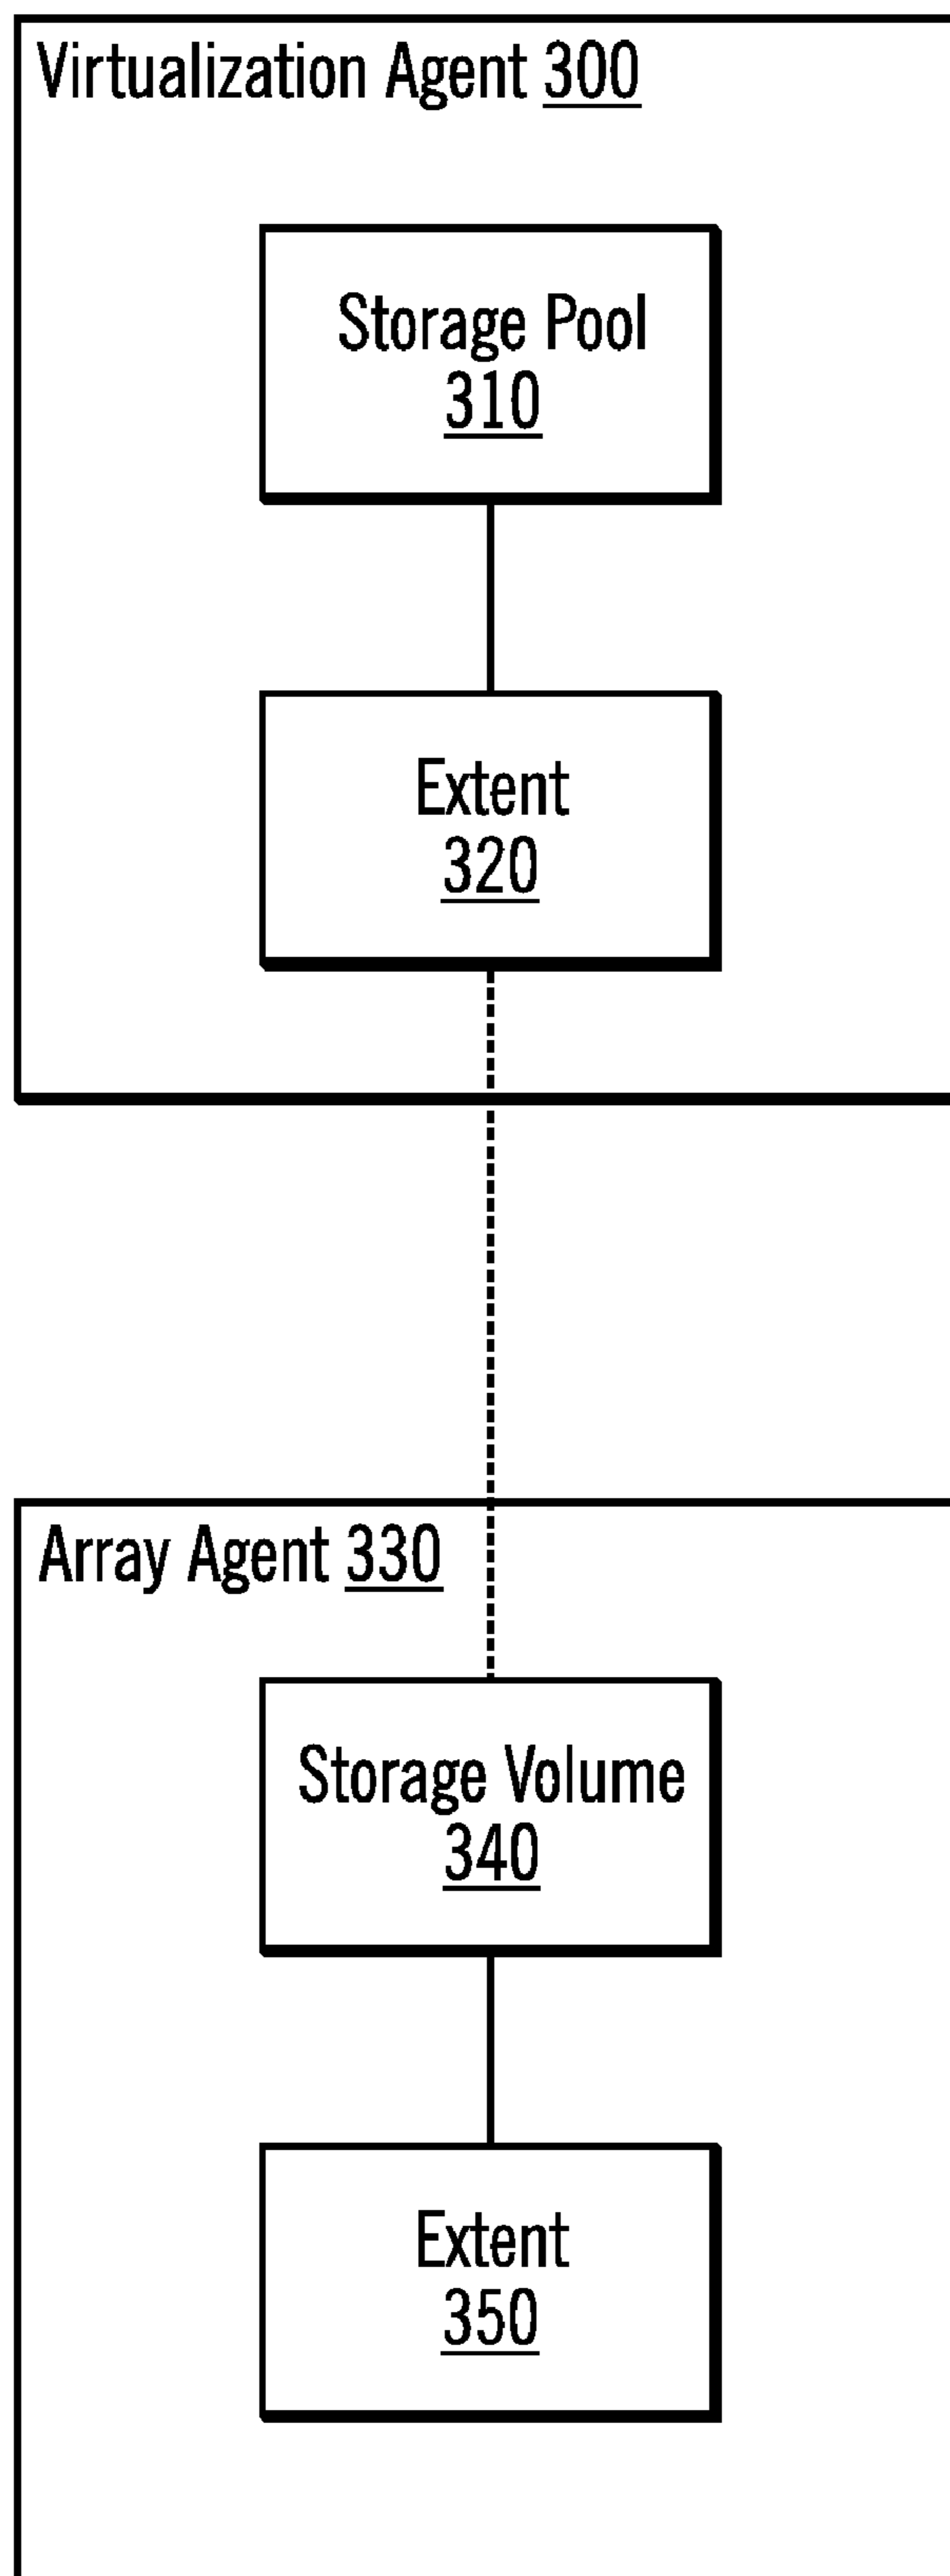 Virtualization Agent 300
Storage Pool
310
Extent
320
Array Agent 330
Storage Volume
340
Extent
350